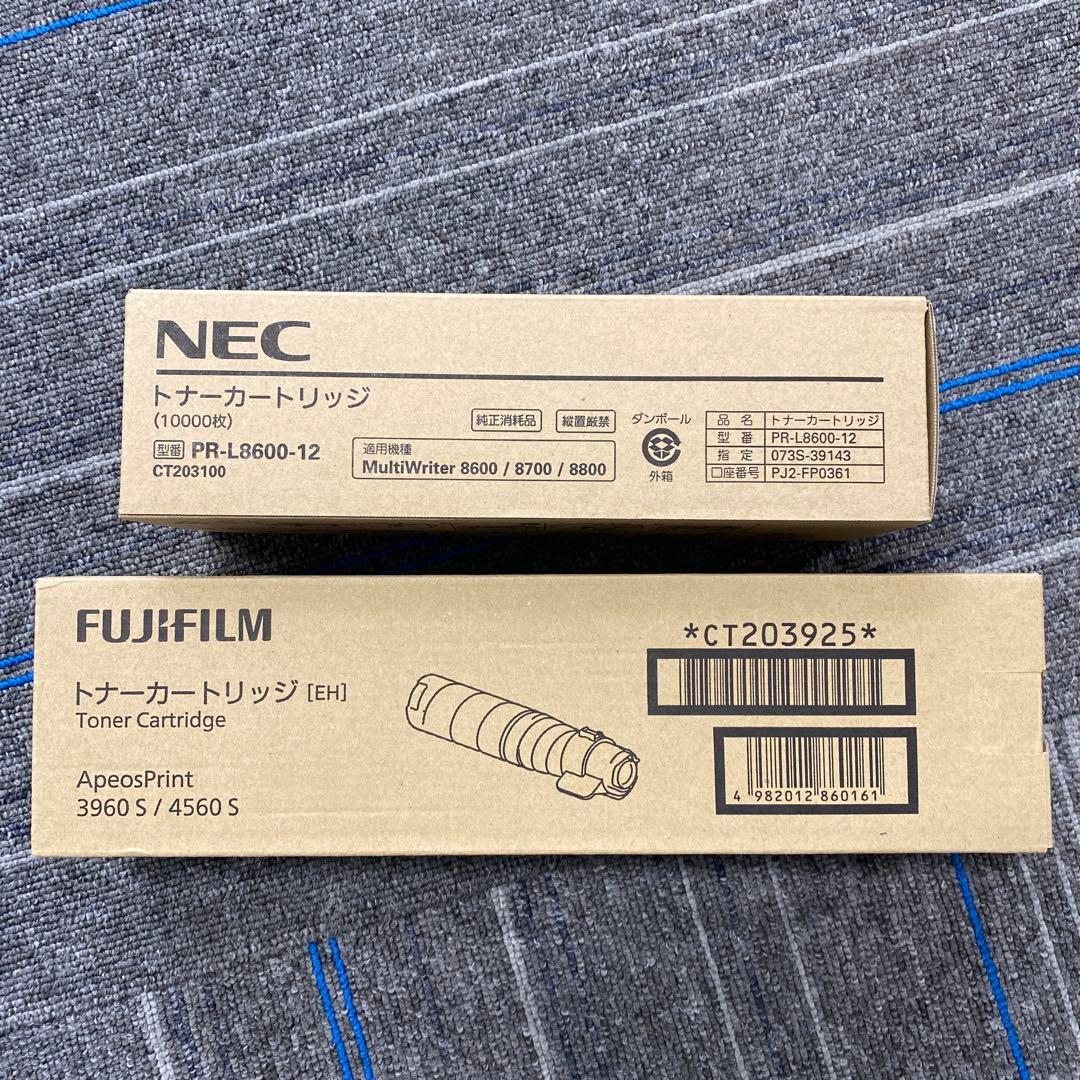 NEC
トナーカートリッジ
(10000枚)
型番 PR-L8600-12
CT203100
純正消耗品
縦置厳禁
適用機種
MultiWriter 8600 / 8700 / 8800
ダンボール
外箱
品 名 トナーカートリッジ
型 番 PR-L8600-12
指 定 073S-39143
口座番号 PJ2-FP0361
FUJIFILM
トナーカートリッジ [EH]
Toner Cartridge
ApeosPrint
3960 S / 4560 S
*CT203925*
4 982012 860161